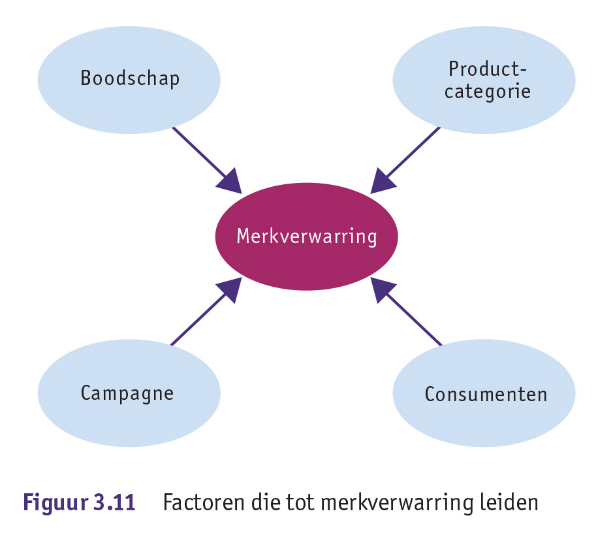 Boodschap
Product-
categorie
Merkverwarring
Campagne
Consumenten
Figuur 3.11 Factoren die tot merkverwarring leiden